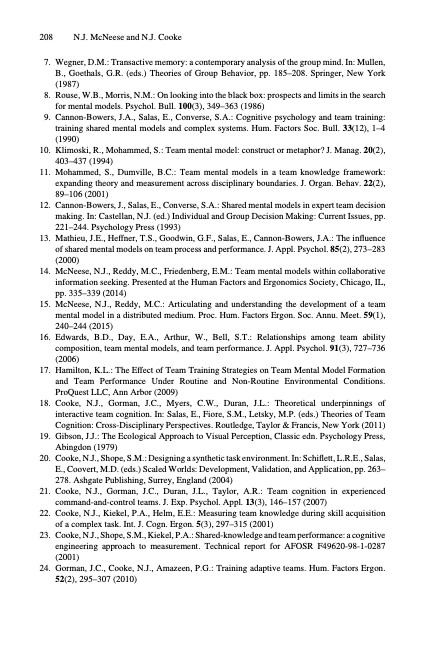 208 N.J. McNeese and N.J. Cooke
7. Wegner, D.M.: Transactive memory: a contemporary analysis of the group mind. In: Mullen,
B., Goethals, G.R. (eds.) Theories of Group Behavior, pp. 185–208. Springer, New York
(1987)
8. Rouse, W.B., Morris, N.M.: On looking into the black box: prospects and limits in the search
for mental models. Psychol. Bull. 100(3), 349–363 (1986)
9. Cannon-Bowers, J.A., Salas, E., Converse, S.A.: Cognitive psychology and team training:
training shared mental models and complex systems. Hum. Factors Soc. Bull. 33(12), 1–4
(1990)
10. Klimoski, R., Mohammed, S.: Team mental model: construct or metaphor? J. Manag. 20(2),
403–437 (1994)
11. Mohammed, S., Dumville, B.C.: Team mental models in a team knowledge framework:
expanding theory and measurement across disciplinary boundaries. J. Organ. Behav. 22(2),
89–106 (2001)
12. Cannon-Bowers, J., Salas, E., Converse, S.A.: Shared mental models in expert team decision
making. In: Castellan, N.J. (ed.) Individual and Group Decision Making: Current Issues, pp.
221–244. Psychology Press (1993)
13. Mathieu, J.E., Heffner, T.S., Goodwin, G.F., Salas, E., Cannon-Bowers, J.A.: The influence
of shared mental models on team process and performance. J. Appl. Psychol. 85(2), 273–283
(2000)
14. McNeese, N.J., Reddy, M.C., Friedenberg, E.M.: Team mental models within collaborative
information seeking. Presented at the Human Factors and Ergonomics Society, Chicago, IL,
pp. 335–339 (2014)
15. McNeese, N.J., Reddy, M.C.: Articulating and understanding the development of a team
mental model in a distributed medium. Proc. Hum. Factors Ergon. Soc. Annu. Meet. 59(1),
240–244 (2015)
16. Edwards, B.D., Day, E.A., Arthur, W., Bell, S.T.: Relationships among team ability
composition, team mental models, and team performance. J. Appl. Psychol. 91(3), 727–736
(2006)
17. Hamilton, K.L.: The Effect of Team Training Strategies on Team Mental Model Formation
and Team Performance Under Routine and Non-Routine Environmental Conditions.
ProQuest LLC, Ann Arbor (2009)
18. Cooke, N.J., Gorman, J.C., Myers, C.W., Duran, J.L.: Theoretical underpinnings of
interactive team cognition. In: Salas, E., Fiore, S.M., Letsky, M.P. (eds.) Theories of Team
Cognition: Cross-Disciplinary Perspectives. Routledge, Taylor & Francis, New York (2011)
19. Gibson, J.J.: The Ecological Approach to Visual Perception, Classic edn. Psychology Press,
Abingdon (1979)
20. Cooke, N.J., Shope, S.M.: Designing a synthetic task environment. In: Schiflett, L.R.E., Salas,
E., Coovert, M.D. (eds.) Scaled Worlds: Development, Validation, and Application, pp. 263–
278. Ashgate Publishing, Surrey, England (2004)
21. Cooke, N.J., Gorman, J.C., Duran, J.L., Taylor, A.R.: Team cognition in experienced
command-and-control teams. J. Exp. Psychol. Appl. 13(3), 146–157 (2007)
22. Cooke, N.J., Kiekel, P.A., Helm, E.E.: Measuring team knowledge during skill acquisition
of a complex task. Int. J. Cogn. Ergon. 5(3), 297–315 (2001)
23. Cooke, N.J., Shope, S.M., Kiekel, P.A.: Shared-knowledge and team performance: a cognitive
engineering approach to measurement. Technical report for AFOSR F49620-98-1-0287
(2001)
24. Gorman, J.C., Cooke, N.J., Amazeen, P.G.: Training adaptive teams. Hum. Factors Ergon.
52(2), 295–307 (2010)